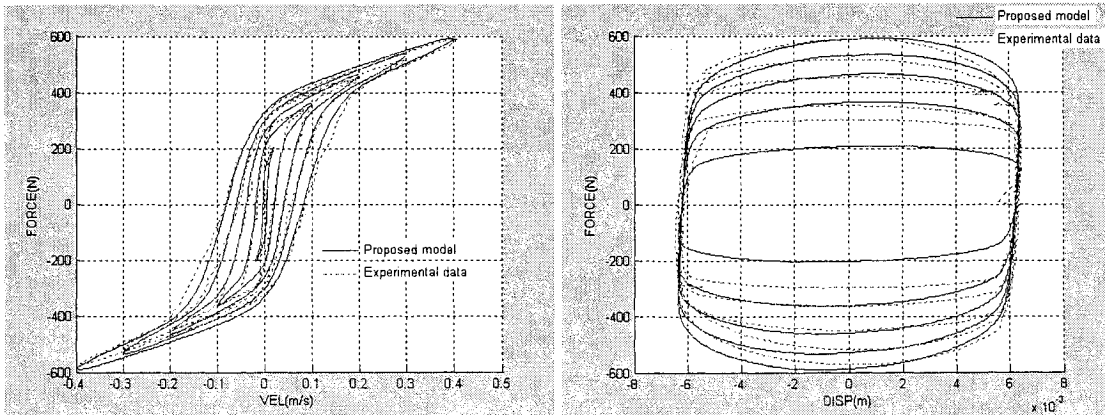 600
400
200
0
-200
-400
-600
FORCE(N)
Proposed model
Experimental data
-0.4 -0.3 -0.2 -0.1 0.0 0.1 0.2 0.3 0.4 0.5
VEL(m/s)
Proposed model
Experimental data
600
400
200
0
-200
-400
-600
FORCE(N)
-8 -6 -4 -2 0 2 4 6 8
DISP(m)
x 10⁻³